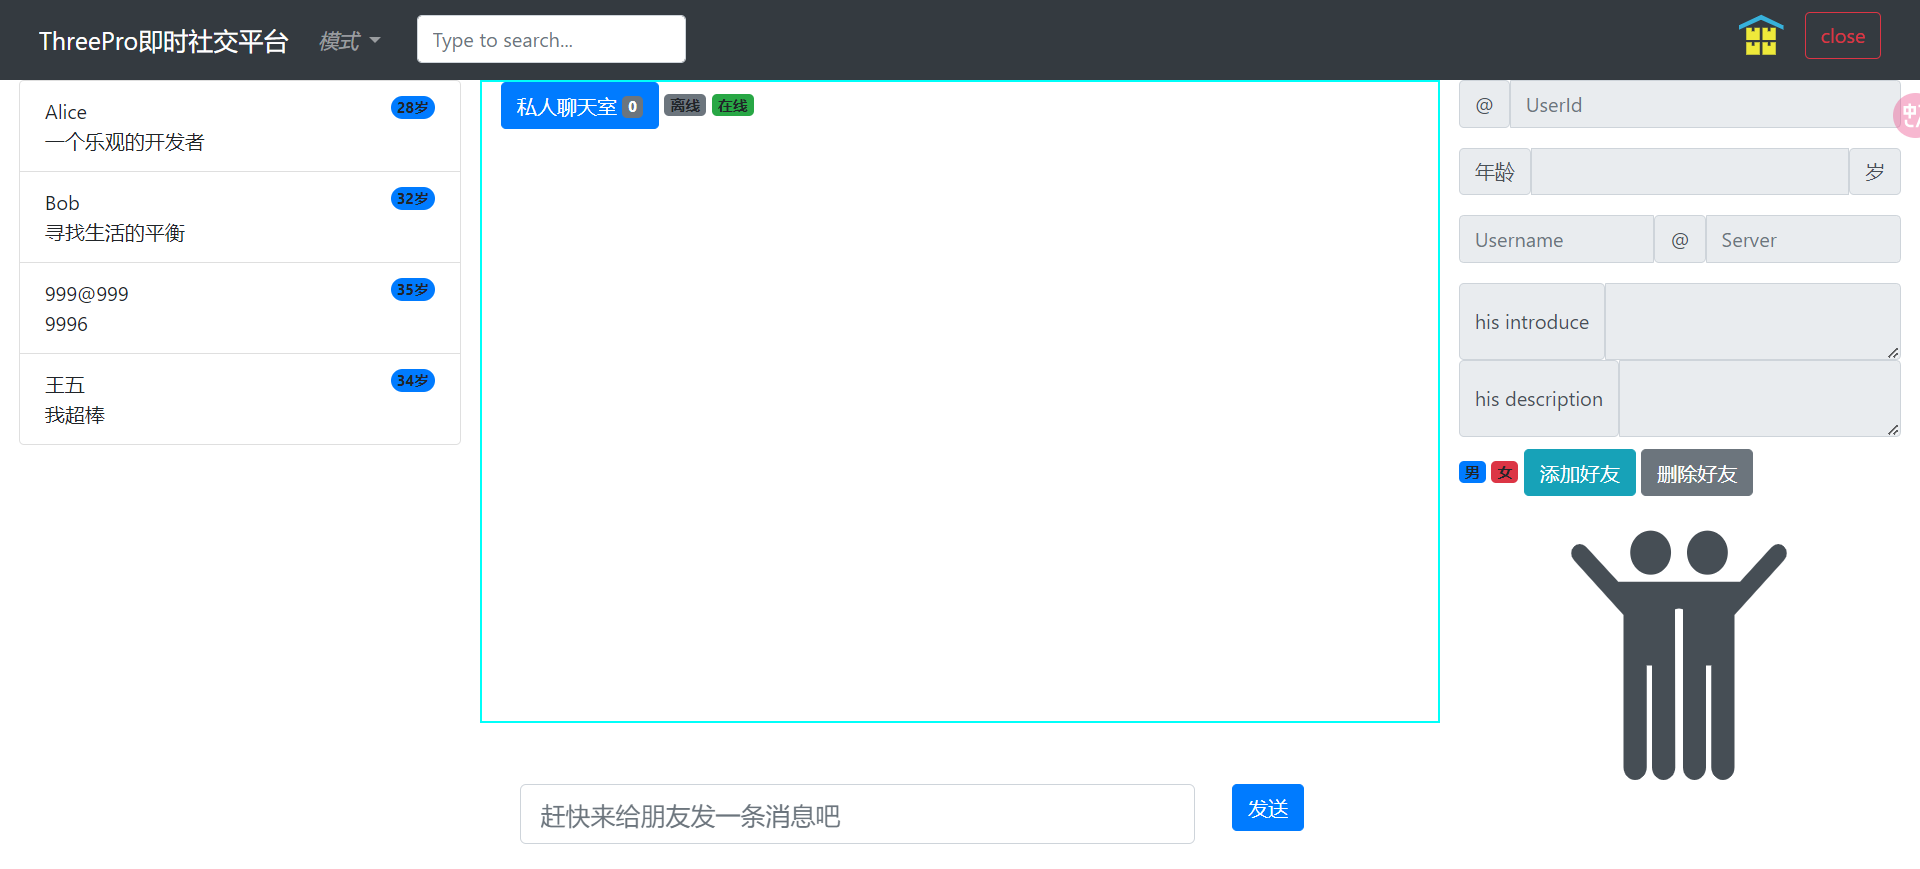 ThreePro即时社交平台 模式 Type to search... close
Alice 28岁
一个乐观的开发者
Bob 32岁
寻找生活的平衡
999@999 35岁
9996
王五 34岁
我超棒
私人聊天室 0 离线 在线
赶快来给朋友发一条消息吧 发送
@ UserId
中
年龄 岁
Username @ Server
his introduce
his description
男 女 添加好友 删除好友